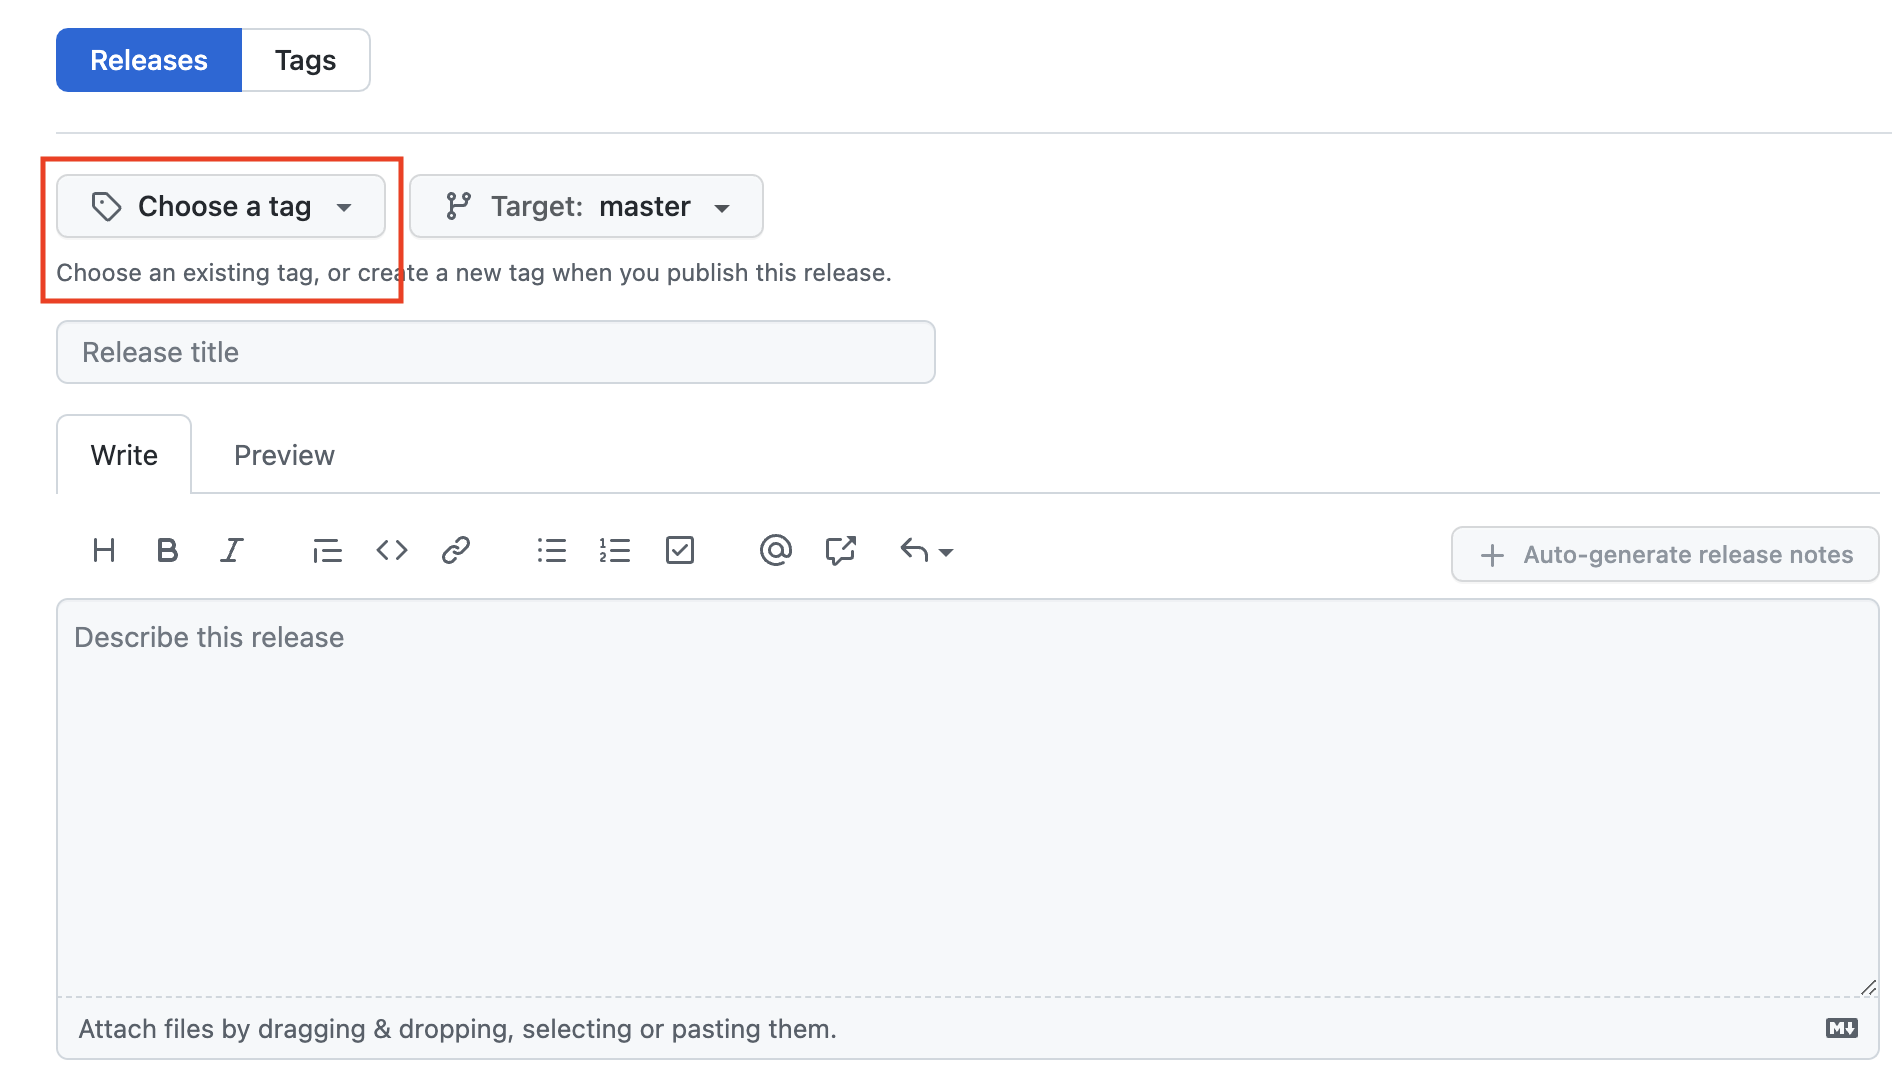 Releases Tags
Choose a tag Target: master
Choose an existing tag, or create a new tag when you publish this release.
Release title
Write Preview
H B I 1 2 @ Auto-generate release notes
Describe this release
Attach files by dragging & dropping, selecting or pasting them. M